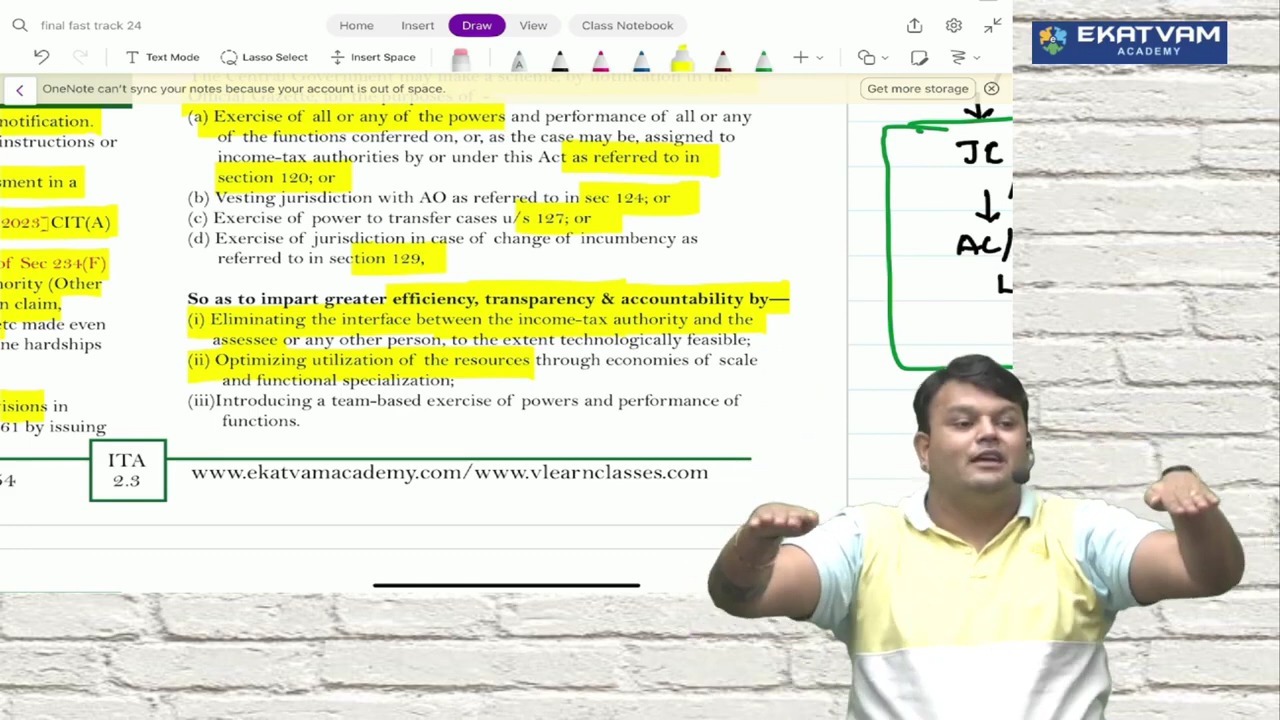 final fast track 24
Home
Insert
Draw
View
Class Notebook
Text Mode
Lasso Select
Insert Space
OneNote can't sync your notes because your account is out of space.
Get more storage
EKATVAM
ACADEMY
notification.
instructions or
sment in a
2023] CIT(A)
of Sec 234(F)
hority (Other
n claim,
etc made even
ne hardships
visions in
61 by issuing
(a) Exercise of all or any of the powers and performance of all or any
of the functions conferred on, or, as the case may be, assigned to
income-tax authorities by or under this Act as referred to in
section 120; or
(b) Vesting jurisdiction with AO as referred to in sec 124; or
(c) Exercise of power to transfer cases u/s 127; or
(d) Exercise of jurisdiction in case of change of incumbency as
referred to in section 129,
So as to impart greater efficiency, transparency & accountability by—
(i) Eliminating the interface between the income-tax authority and the
assessee or any other person, to the extent technologically feasible;
(ii) Optimizing utilization of the resources through economies of scale
and functional specialization;
(iii)Introducing a team-based exercise of powers and performance of
functions.
54
ITA
2.3
www.ekatvamacademy.com/www.vlearnclasses.com
JC
AC/